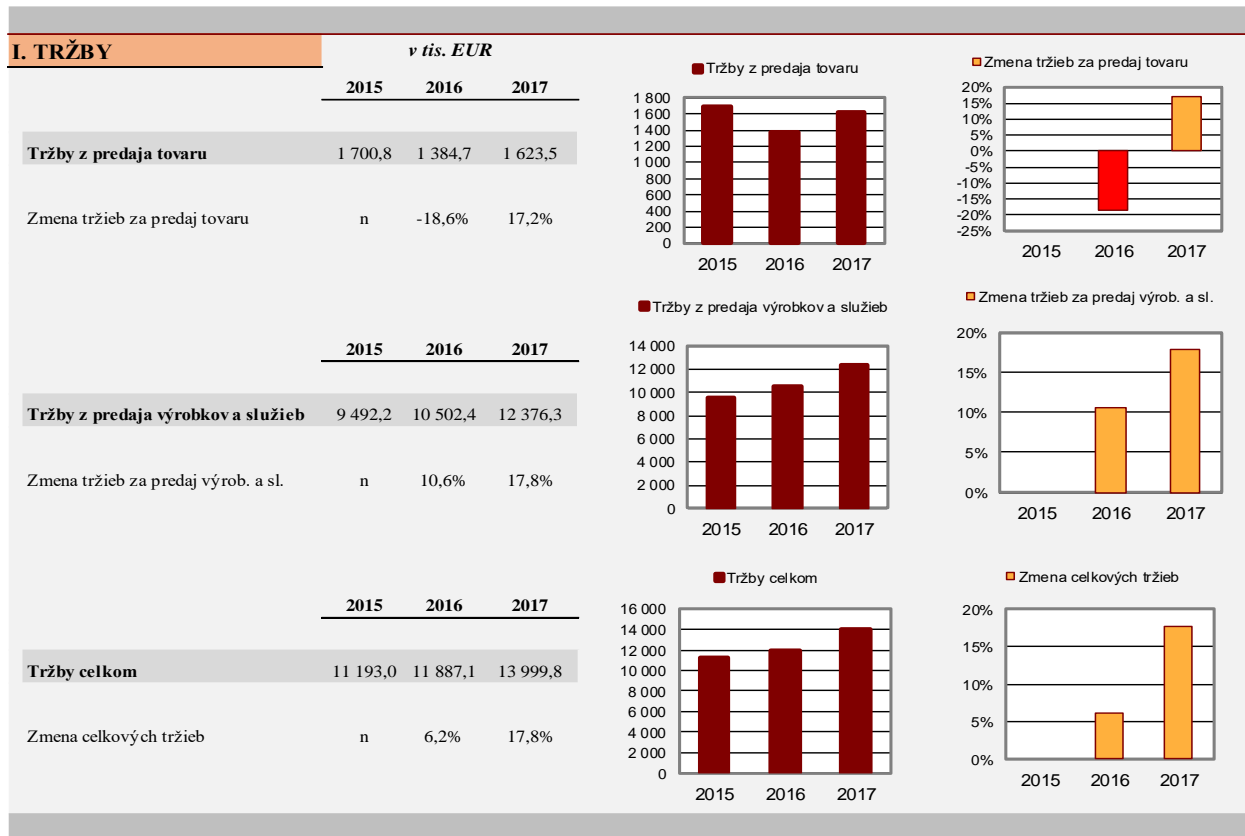 I. TRŽBY
v tis. EUR
2015 2016 2017
Tržby z predaja tovaru 1 700,8 1 384,7 1 623,5
Zmena tržieb za predaj tovaru n -18,6% 17,2%
Tržby z predaja tovaru
1 800
1 600
1 400
1 200
1 000
800
600
400
200
0
2015 2016 2017
Zmena tržieb za predaj tovaru
20%
15%
10%
5%
0%
-5%
-10%
-15%
-20%
-25%
2015 2016 2017
2015 2016 2017
Tržby z predaja výrobkov a služieb 9 492,2 10 502,4 12 376,3
Zmena tržieb za predaj výrob. a sl. n 10,6% 17,8%
Tržby z predaja výrobkov a služieb
14 000
12 000
10 000
8 000
6 000
4 000
2 000
0
2015 2016 2017
Zmena tržieb za predaj výrob. a sl.
20%
15%
10%
5%
0%
2015 2016 2017
2015 2016 2017
Tržby celkom 11 193,0 11 887,1 13 999,8
Zmena celkových tržieb n 6,2% 17,8%
Tržby celkom
16 000
14 000
12 000
10 000
8 000
6 000
4 000
2 000
0
2015 2016 2017
Zmena celkových tržieb
20%
15%
10%
5%
0%
2015 2016 2017